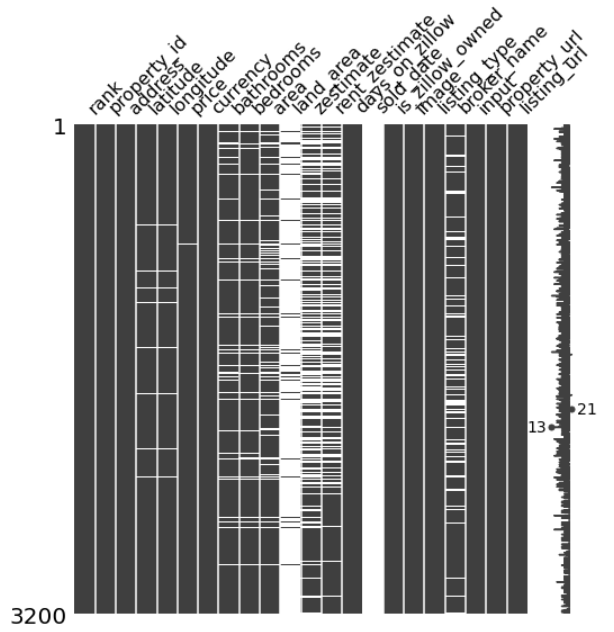 rank
property_id
address
latitude
longitude
price
currency
bathrooms
bedrooms
area
land_area
zestimate
rent_zestimate
days_on_zillow
sold_date
is_zillow_owned
image
listing_type
broker_name
input
property_url
listing_url
1
21
13
3200